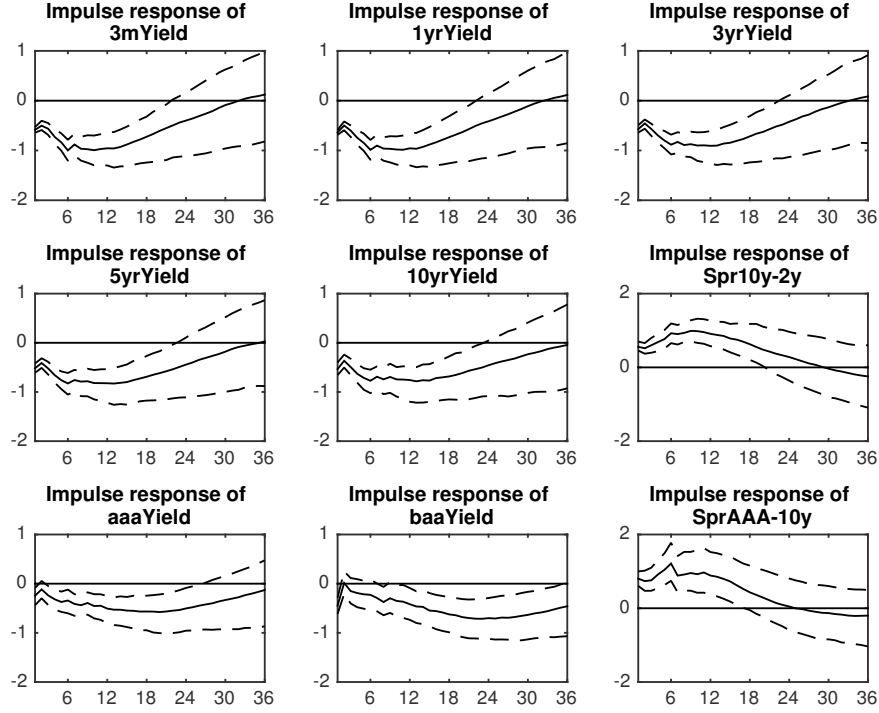 Impulse response of
3mYield
Impulse response of
1yrYield
Impulse response of
3yrYield
1
0
-1
-2
6 12 18 24 30 36
1
0
-1
-2
6 12 18 24 30 36
1
0
-1
-2
6 12 18 24 30 36
Impulse response of
5yrYield
Impulse response of
10yrYield
Impulse response of
Spr10y-2y
1
0
-1
-2
6 12 18 24 30 36
1
0
-1
-2
6 12 18 24 30 36
2
0
-2
6 12 18 24 30 36
Impulse response of
aaaYield
Impulse response of
baaYield
Impulse response of
SprAAA-10y
1
0
-1
-2
6 12 18 24 30 36
1
0
-1
-2
6 12 18 24 30 36
2
0
-2
6 12 18 24 30 36